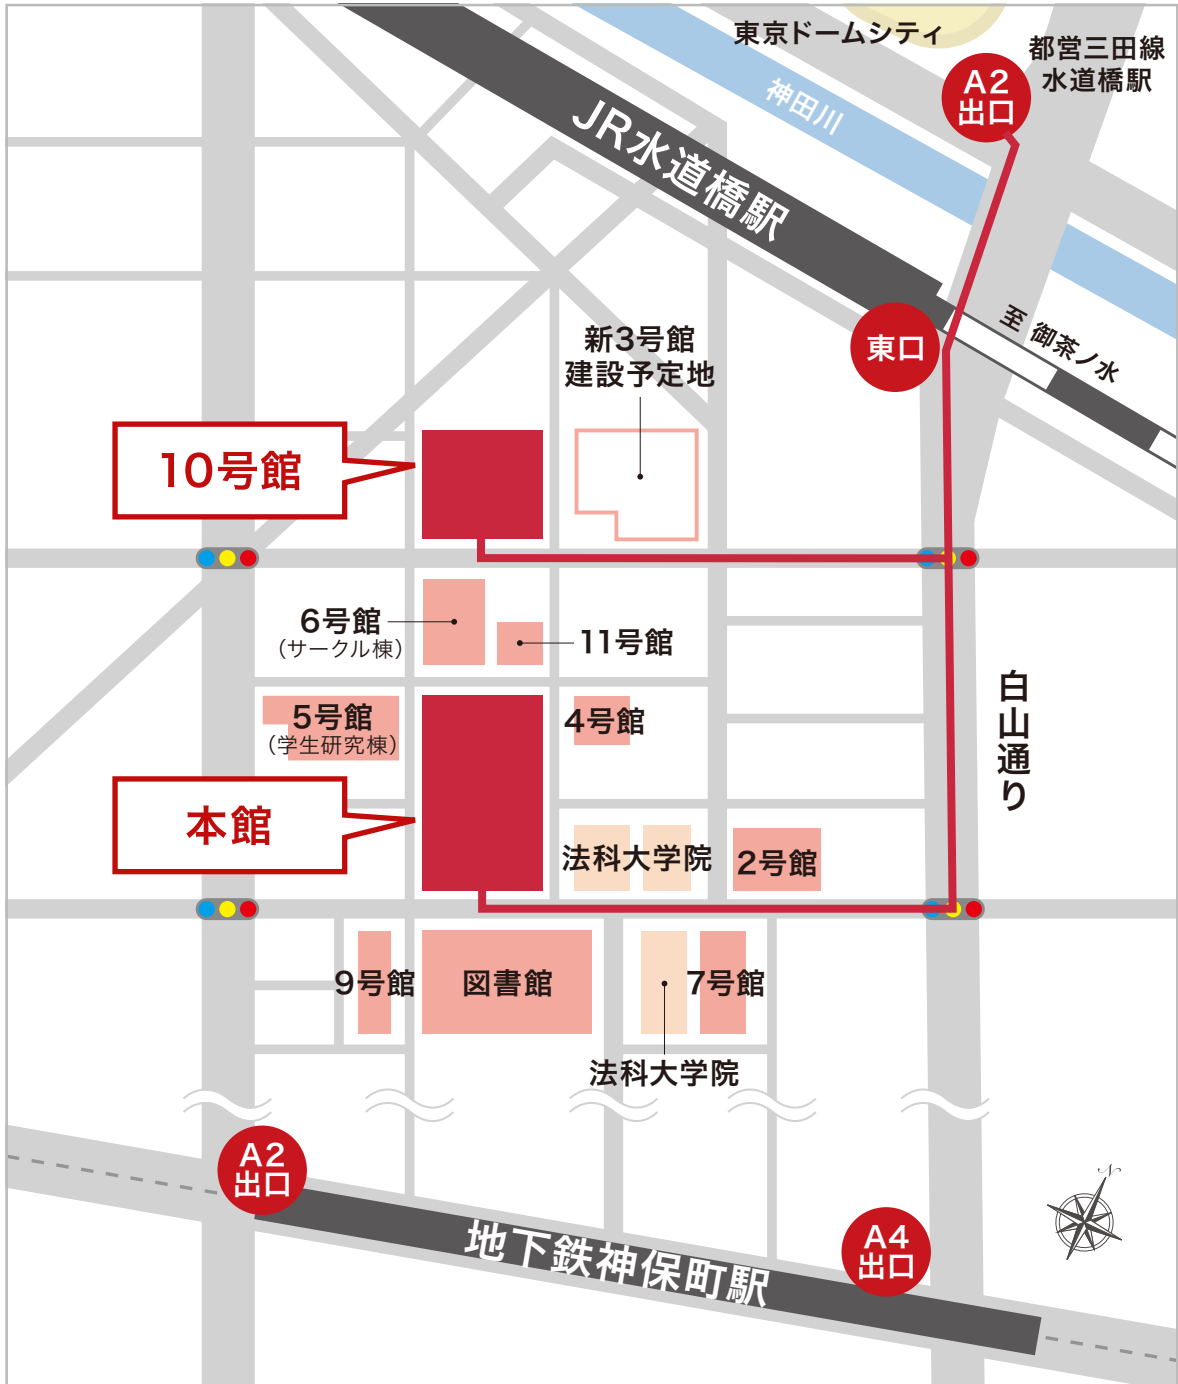 東京ドームシティ
都営三田線
水道橋駅
A2
出口
神田川
JR水道橋駅
東口
至 御茶ノ水
新3号館
建設予定地
10号館
6号館
(サークル棟)
11号館
5号館
(学生研究棟)
4号館
白山通り
本館
法科大学院
2号館
9号館
図書館
7号館
法科大学院
A2
出口
地下鉄神保町駅
A4
出口
N